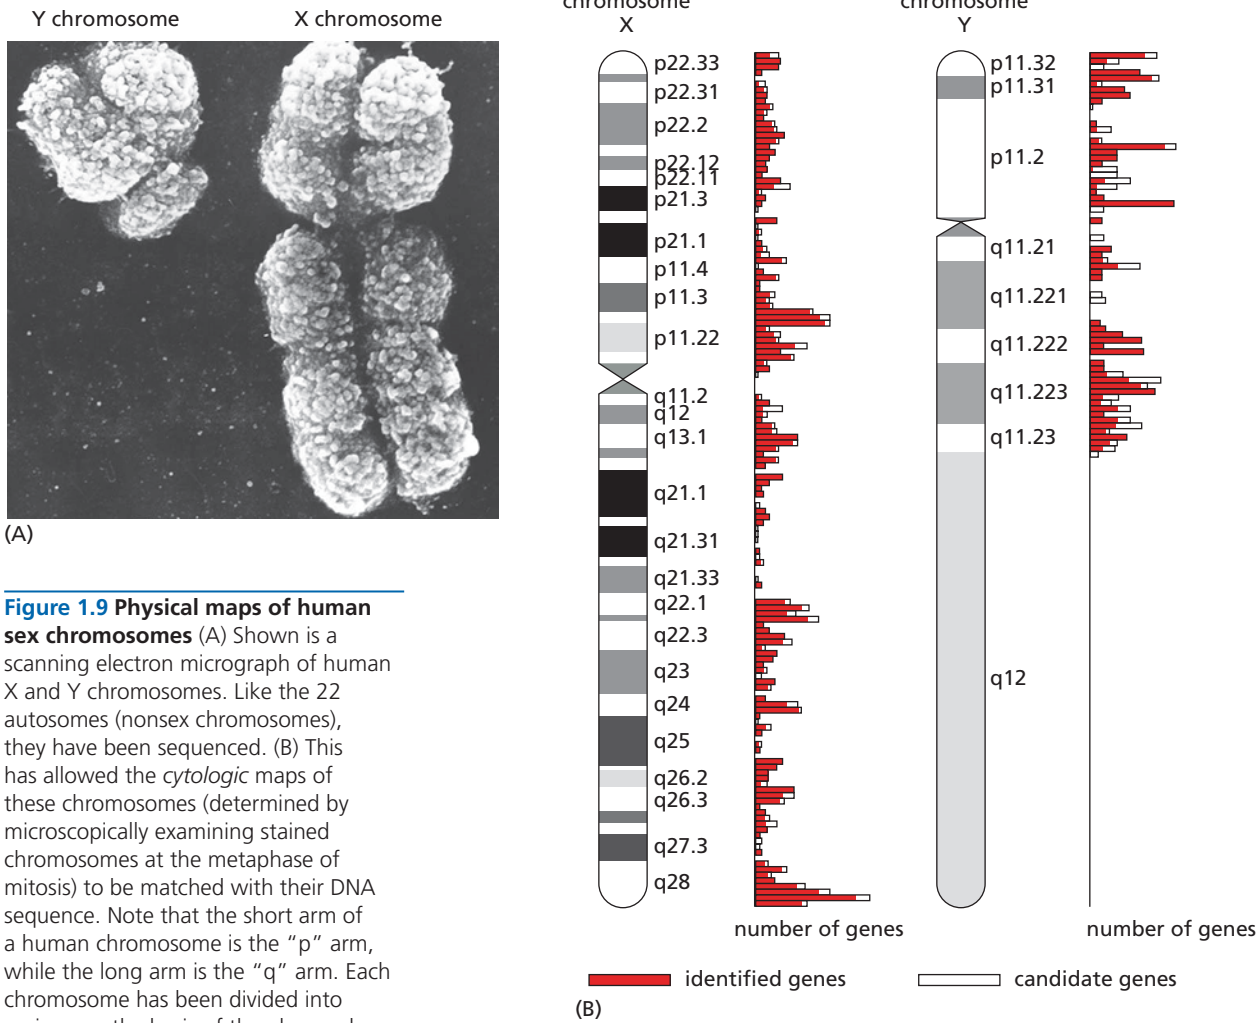 Y chromosome
X chromosome
(A)
Figure 1.9 Physical maps of human
sex chromosomes (A) Shown is a
scanning electron micrograph of human
X and Y chromosomes. Like the 22
autosomes (nonsex chromosomes),
they have been sequenced. (B) This
has allowed the cytologic maps of
these chromosomes (determined by
microscopically examining stained
chromosomes at the metaphase of
mitosis) to be matched with their DNA
sequence. Note that the short arm of
a human chromosome is the “p” arm,
while the long arm is the “q” arm. Each
chromosome has been divided into
chromosome
X
p22.33
p22.31
p22.2
p22.12
p22.11
p21.3
p21.1
p11.4
p11.3
p11.22
q11.2
q12
q13.1
q21.1
q21.31
q21.33
q22.1
q22.3
q23
q24
q25
q26.2
q26.3
q27.3
q28
number of genes
chromosome
Y
p11.32
p11.31
p11.2
q11.21
q11.221
q11.222
q11.223
q11.23
q12
number of genes
identified genes
candidate genes
(B)